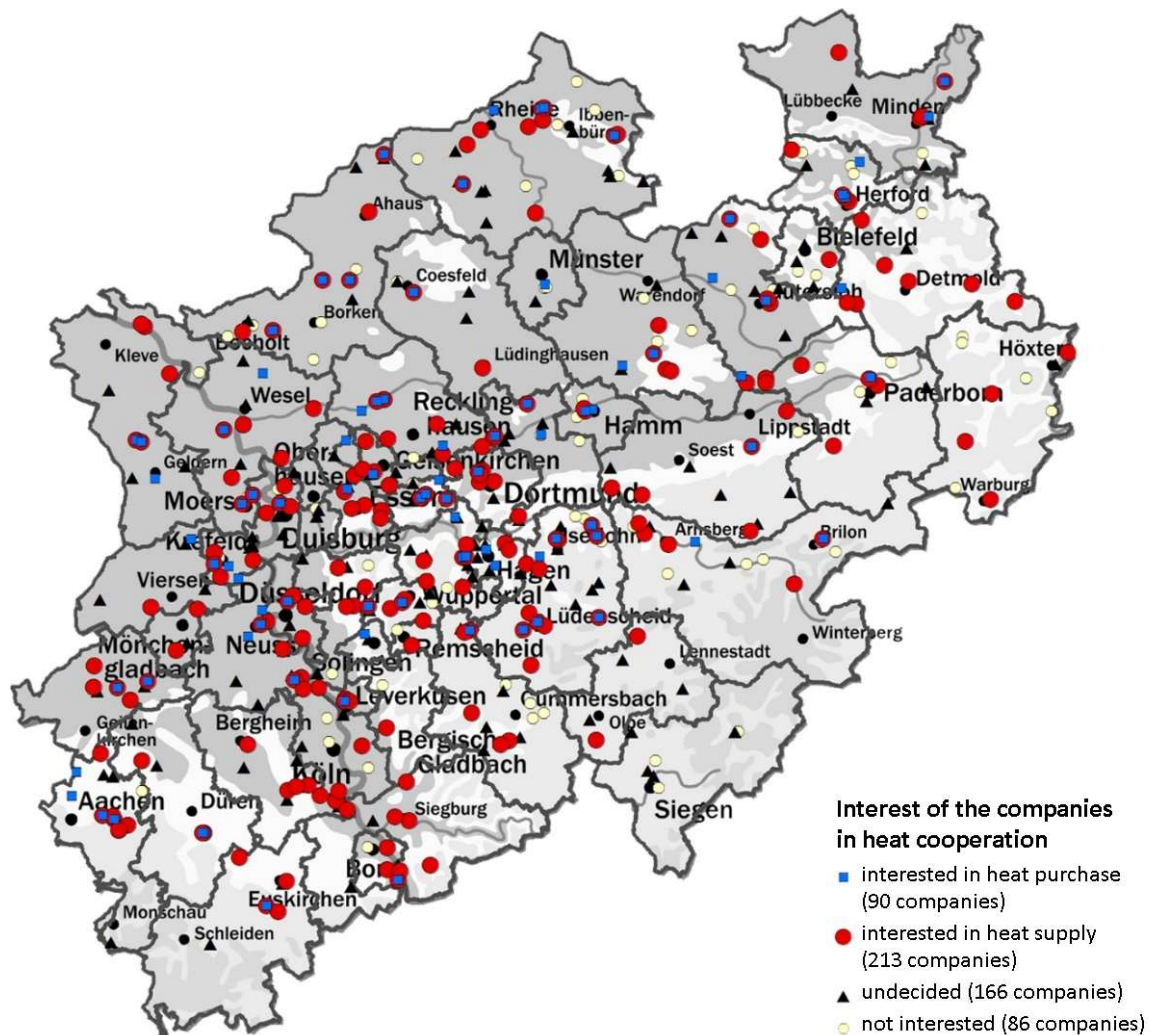 Rheine
Ibben-
büren
Lübbecke
Minden
Ahaus
Herford
Bielefeld
Münster
Coesfeld
Warendorf
Detmold
Gütersloh
Borken
Bocholt
Lüdinghausen
Höxter
Kleve
Wesel
Reckling-
hausen
Hamm
Lippstadt
Paderborn
Geldern
Ober-
hausen
Gelsenkirchen
Soest
Warburg
Moers
Essen
Dortmund
Krefeld
Duisburg
Iserlohn
Arnsberg
Brilon
Viersen
Düsseldorf
Hagen
Wuppertal
Lüdenscheid
Winterberg
Mönchen-
gladbach
Neuss
Solingen
Remscheid
Lennestadt
Leverkusen
Gummersbach
Olpe
Geilen-
kirchen
Bergheim
Bergisch
Gladbach
Köln
Aachen
Düren
Siegburg
Siegen
Bonn
Euskirchen
Monschau
Schleiden
Interest of the companies
in heat cooperation
interested in heat purchase
(90 companies)
interested in heat supply
(213 companies)
undecided (166 companies)
not interested (86 companies)